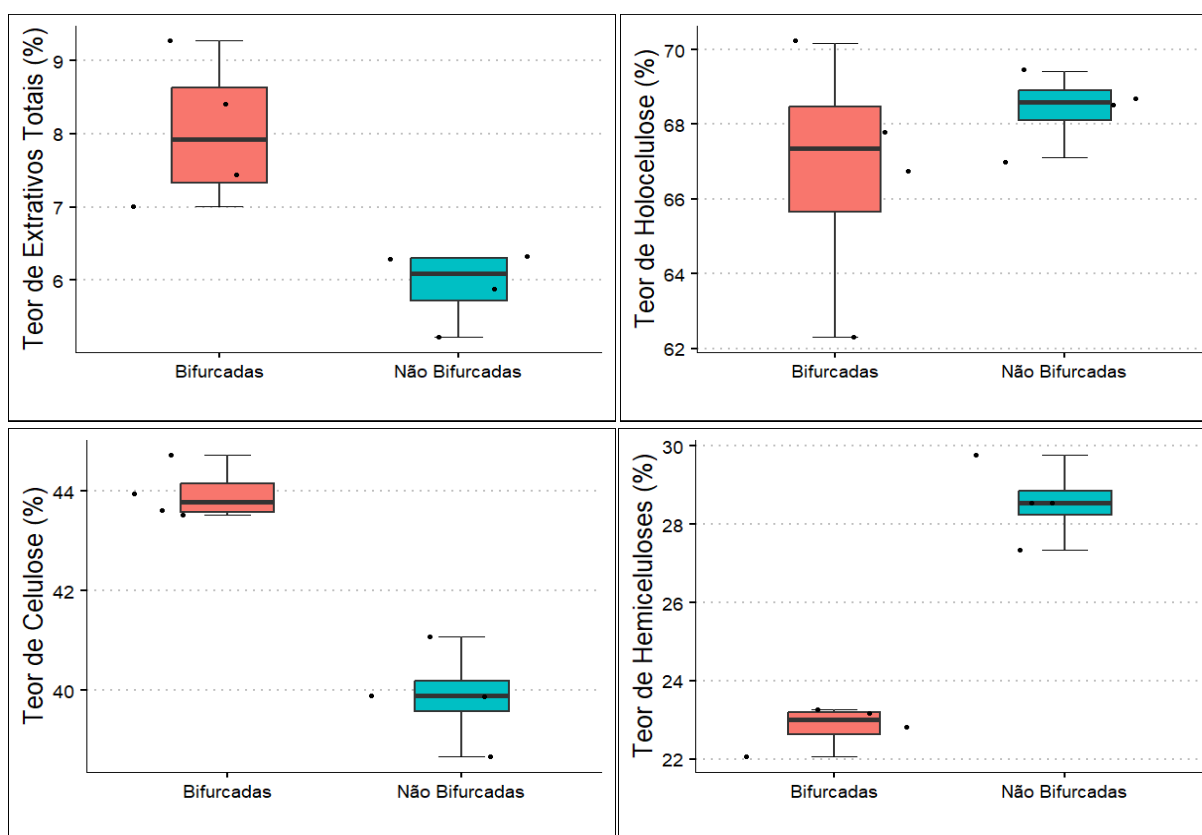 Teor de Extrativos Totais (%)
9
8
7
6
Bifurcadas
Não Bifurcadas
Teor de Holocelulose (%)
70
68
66
64
62
Bifurcadas
Não Bifurcadas
Teor de Celulose (%)
44
42
40
Bifurcadas
Não Bifurcadas
Teor de Hemiceluloses (%)
30
28
26
24
22
Bifurcadas
Não Bifurcadas